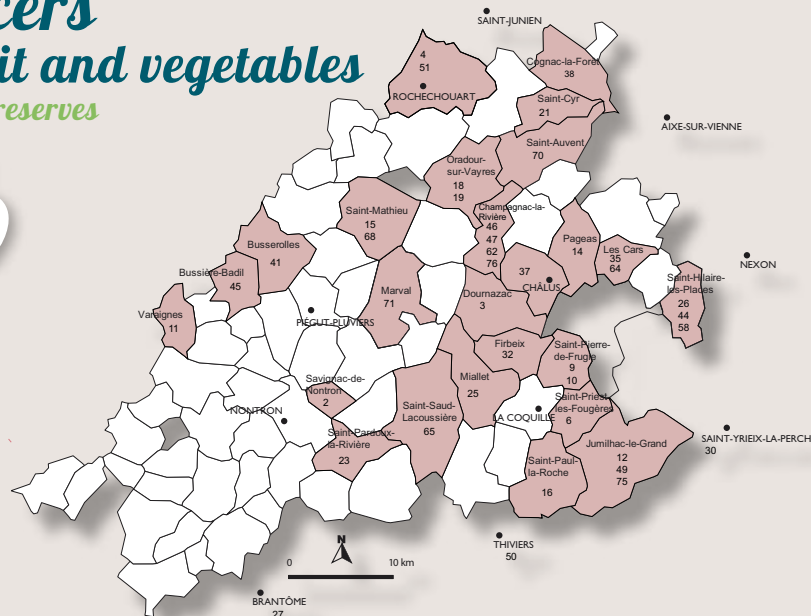 it and vegetables
SAINT-JUNIEN
4
51
ROCHECHOUART
Cognac-la-Foret
38
Saint-Cyr
21
AIXE-SUR-VIENNE
Saint-Auvent
70
Oradour-
sur-Vayres
18
19
Saint-Mathieu
15
68
Champagnac-la-
Rivière
46
47
62
76
Pageas
14
Les Cars
35
64
NEXON
Busserolles
41
Bussière-Badil
45
37
CHÂLUS
Saint-Hilaire-
les-Places
26
44
58
Marval
71
Dournazac
3
Varaignes
11
PIÉGUT-PLUVIERS
Firbeix
32
Saint-Pierre-
de-Frugie
9
10
Savignac-de-
Nontron
2
Miallet
25
NONTRON
Saint-Saud-
Lacoussière
65
LA COQUILLE
Saint-Priest-
les-Fougères
6
Saint-Pardoux-
la-Rivière
23
Jumilhac-le-Grand
12
49
75
SAINT-YRIEIX-LA-PERCH
30
Saint-Paul-
la-Roche
16
N
0 10 km
THIVIERS
50
BRANTÔME
27